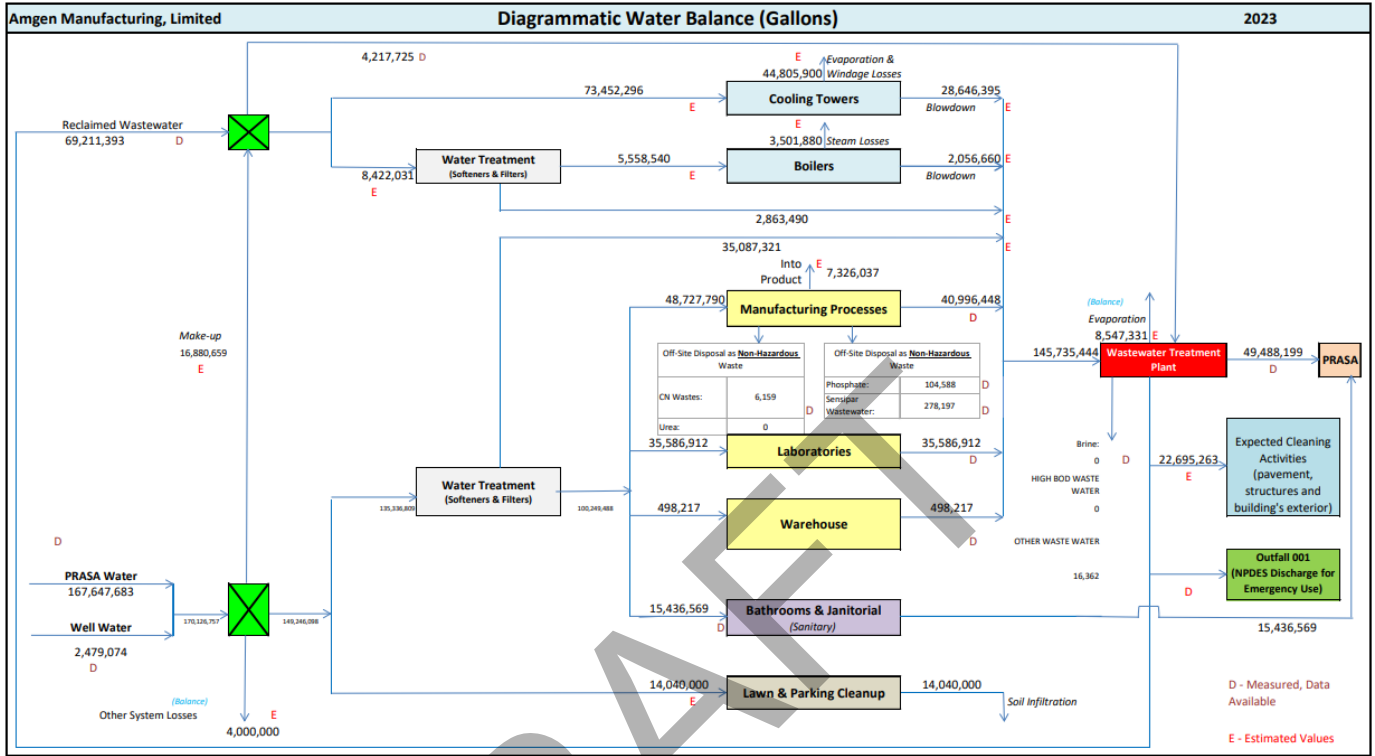 Amgen Manufacturing, Limited
Diagrammatic Water Balance (Gallons)
2023
4,217,725 D
E
Evaporation &
44,805,900 Windage Losses
73,452,296
E
Cooling Towers
28,646,395
Blowdown
E
Reclaimed Wastewater
69,211,393 D
E
3,501,880 Steam Losses
Water Treatment
(Softeners & Filters)
8,422,031
E
5,558,540
E
Boilers
2,056,660 E
Blowdown
2,863,490
E
35,087,321
E
Into
Product
E
7,326,037
48,727,790
Manufacturing Processes
40,996,448
D
Make-up
16,880,659
E
Off-Site Disposal as Non-Hazardous
Waste
CN Wastes:
6,159
D
Urea:
0
Off-Site Disposal as Non-Hazardous
Waste
Phosphate:
104,588
D
Sensipar
Wastewater:
278,197
D
(Balance)
Evaporation
8,547,331 E
145,735,444
Wastewater Treatment
Plant
49,488,199
D
PRASA
35,586,912
Laboratories
35,586,912
D
Brine:
0 D
HIGH BOD WASTE
WATER
0
OTHER WASTE WATER
16,362
22,695,263
E
Expected Cleaning
Activities
(pavement,
structures and
building's exterior)
Water Treatment
(Softeners & Filters)
135,336,809
100,249,488
498,217
Warehouse
498,217
D
D
Outfall 001
(NPDES Discharge for
Emergency Use)
D
PRASA Water
167,647,683
Well Water
2,479,074
D
170,126,757
149,246,098
15,436,569
D
Bathrooms & Janitorial
(Sanitary)
15,436,569
14,040,000
E
Lawn & Parking Cleanup
14,040,000
Soil Infiltration
(Balance)
Other System Losses
E
4,000,000
D - Measured, Data
Available
E - Estimated Values
DRAFT